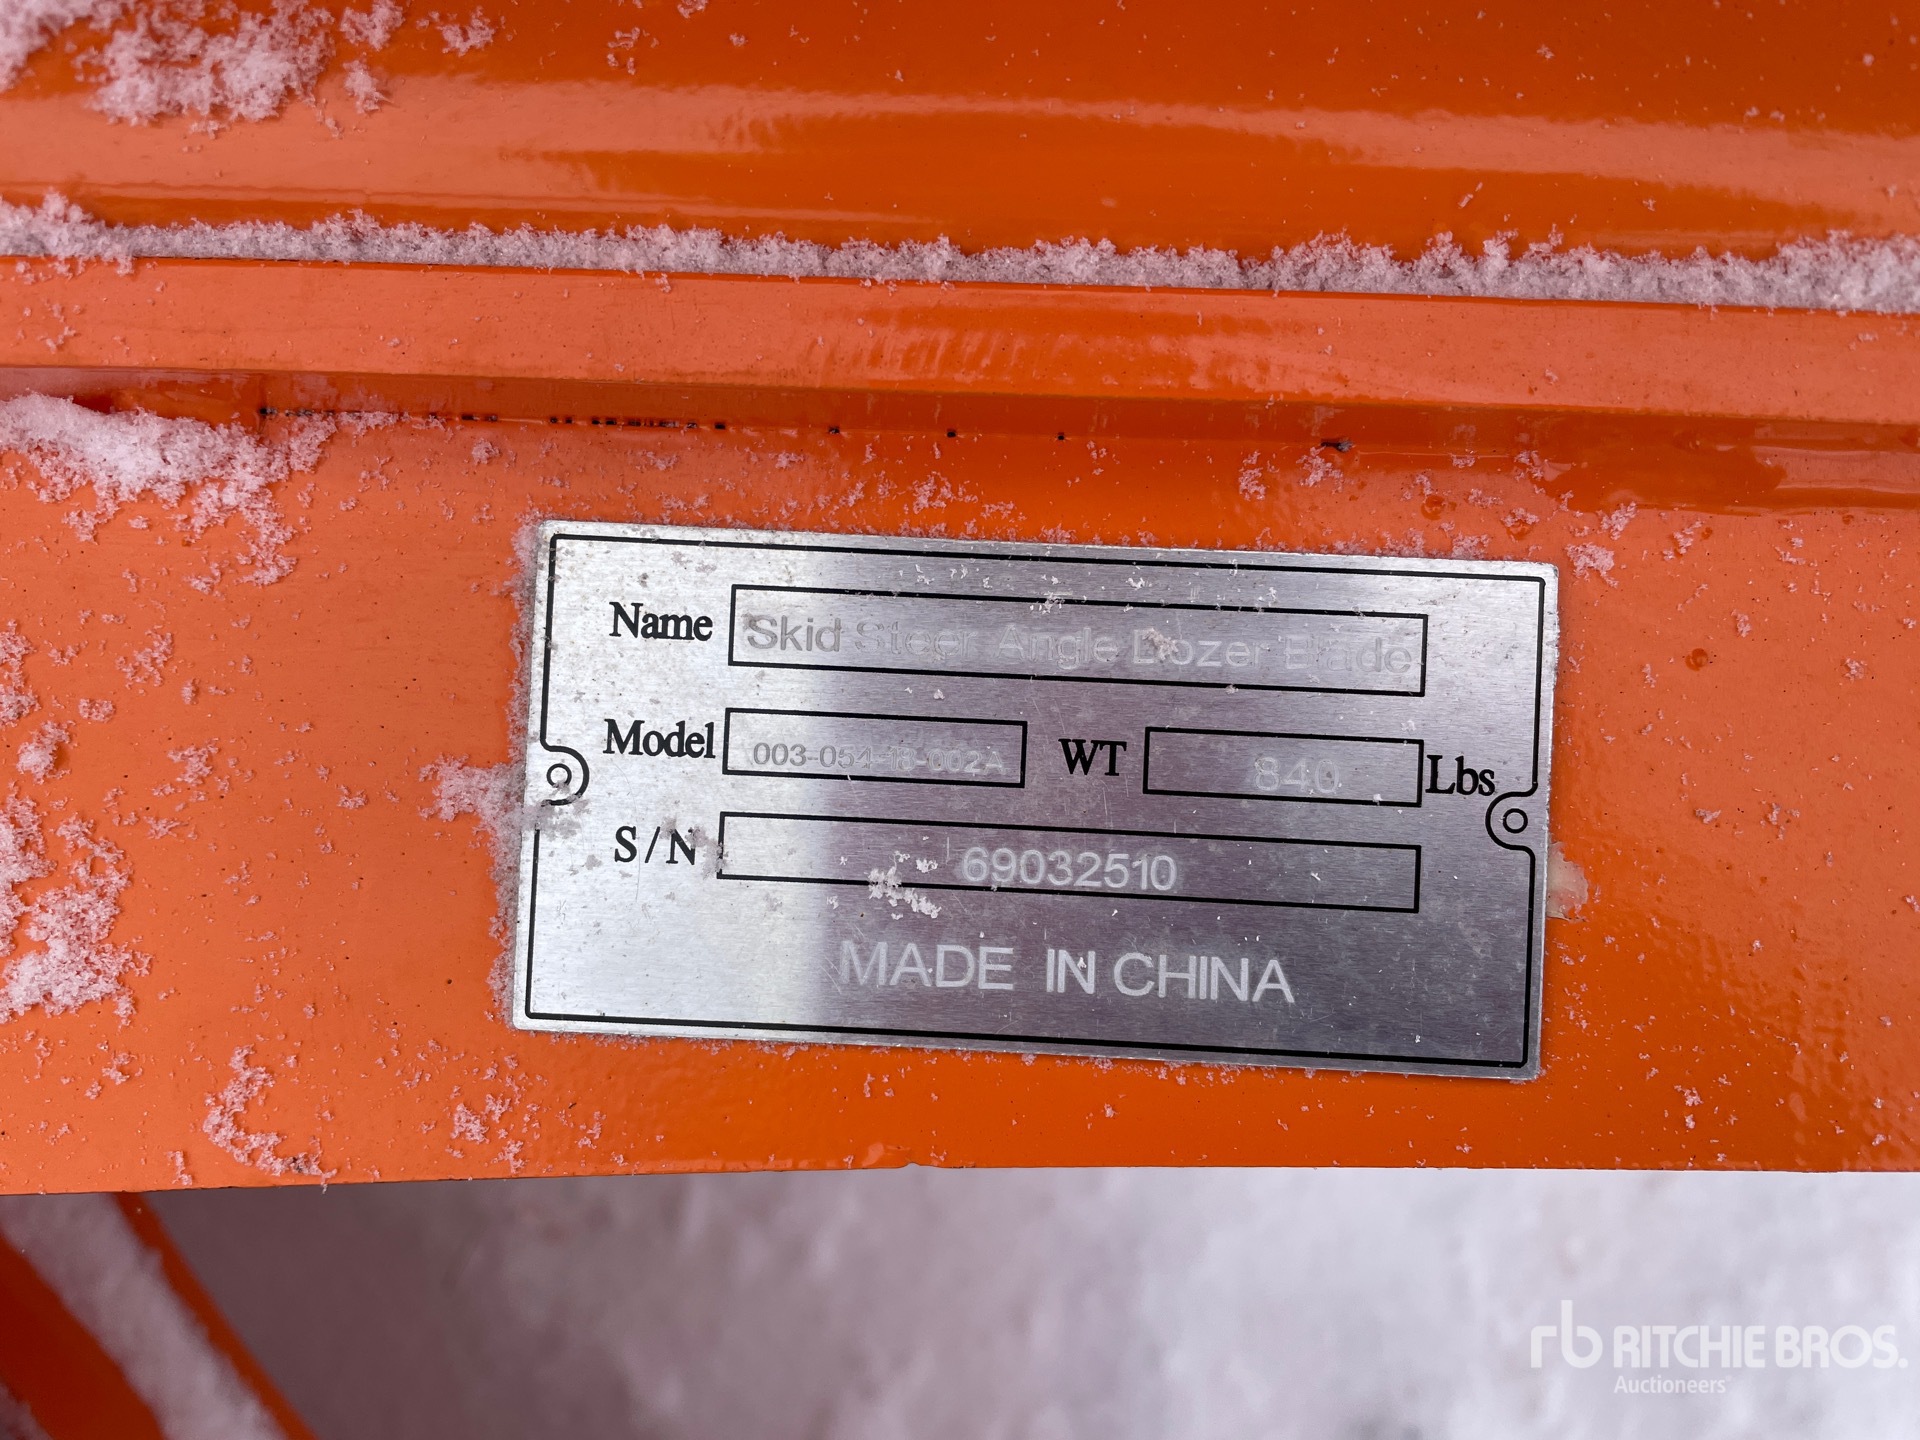 Name Skid Steer Angle Dozer Blade
Model 003-054-18-002A WT 840 Lbs
S/N 69032510
MADE IN CHINA
rb RITCHIE BROS.
Auctioneers